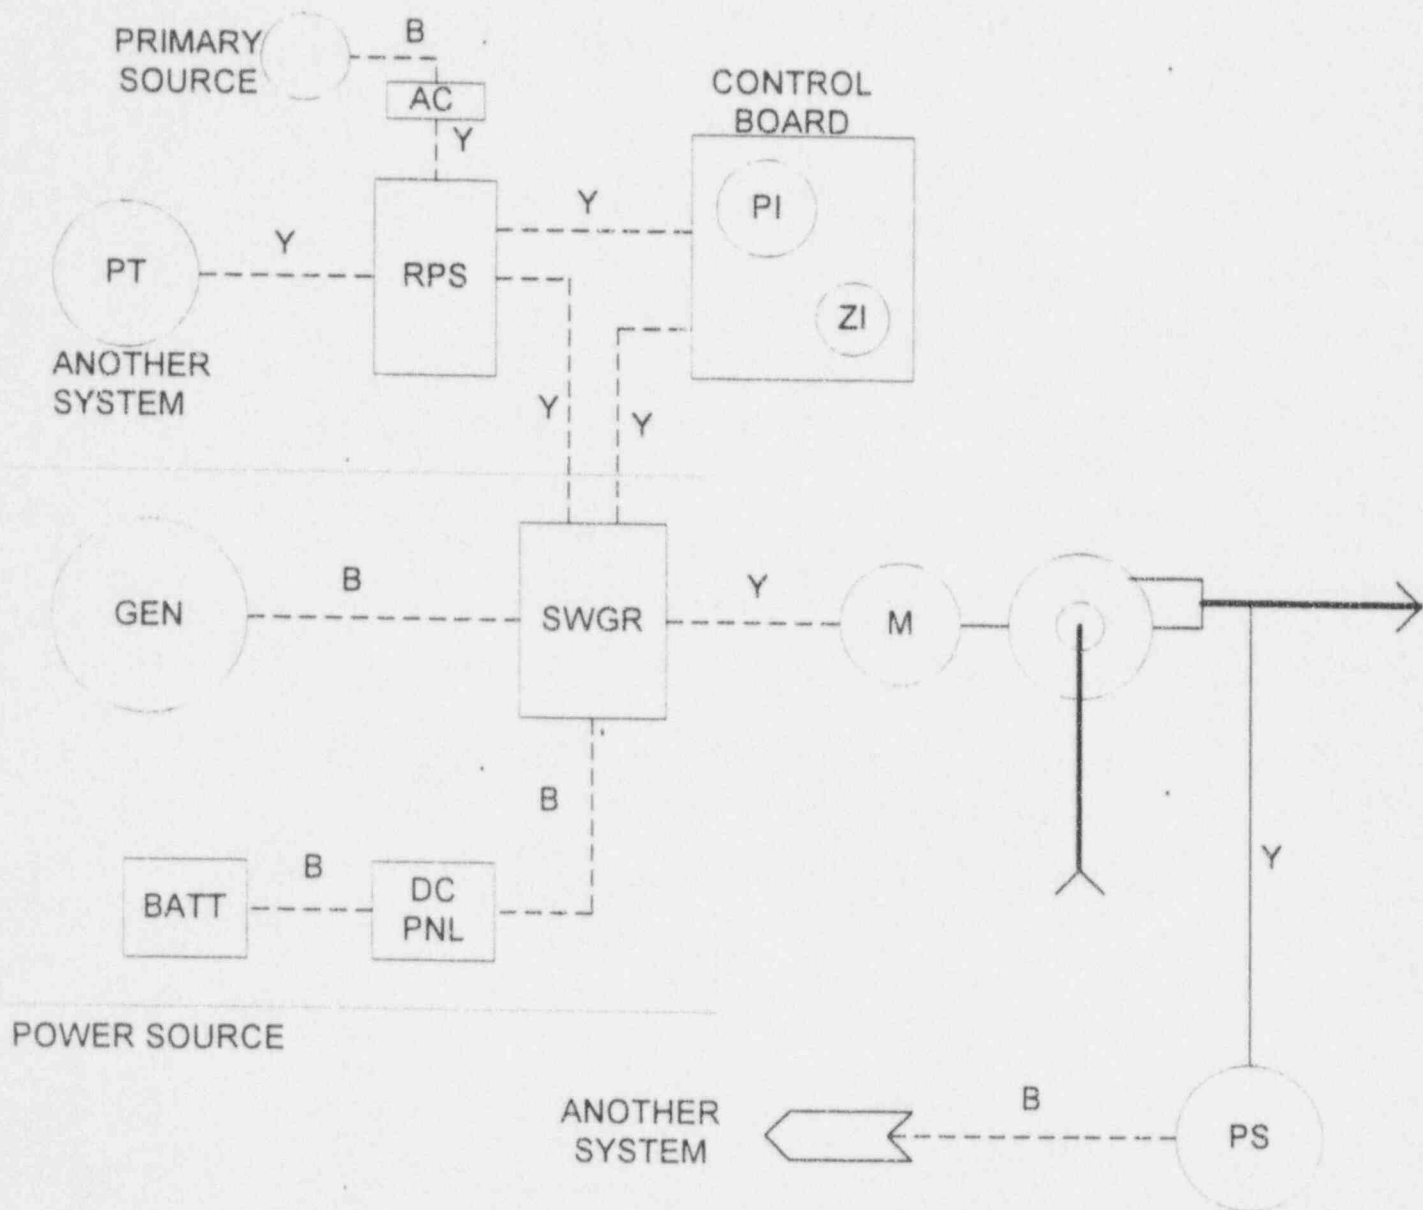 PRIMARY
SOURCE
B
AC
Y
CONTROL
BOARD
PI
ZI
Y
PT
Y
RPS
ANOTHER
SYSTEM
Y
Y
GEN
B
SWGR
Y
M
B
BATT
B
DC
PNL
Y
POWER SOURCE
ANOTHER
SYSTEM
B
PS